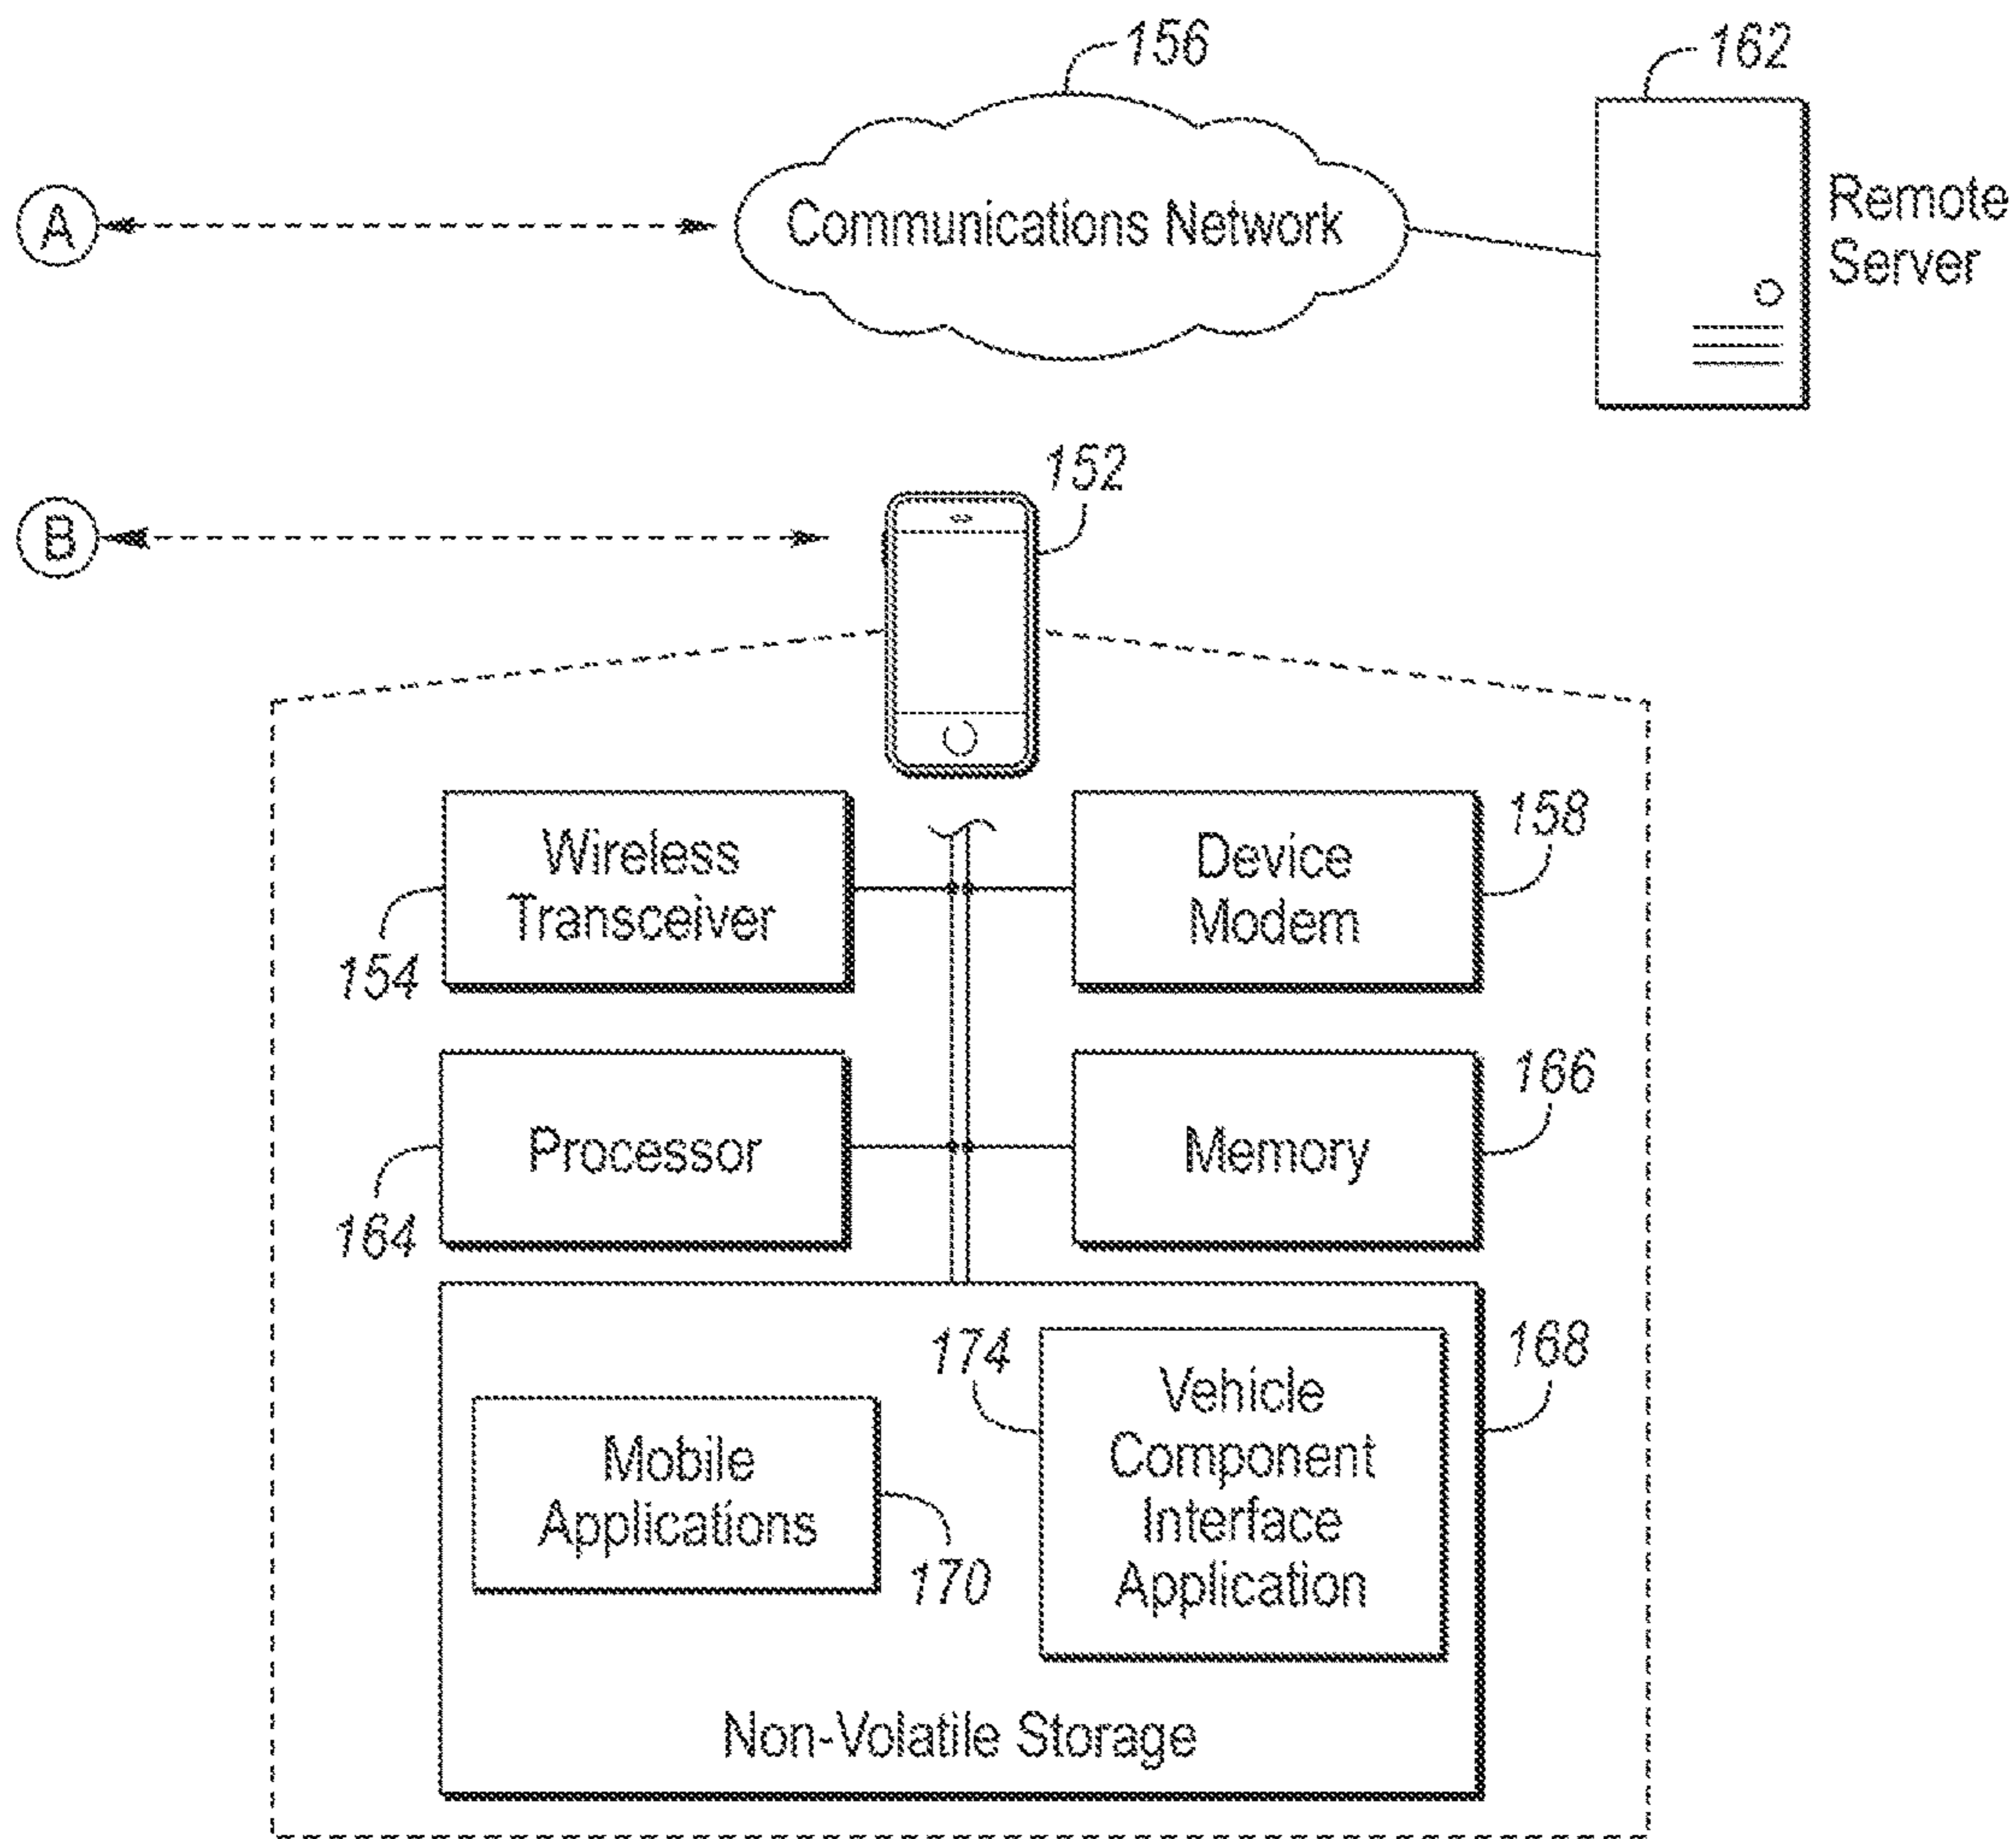 156
162
A
Communications Network
Remote
Server
152
B
Wireless
Transceiver
154
Device
Modem
158
Processor
164
Memory
166
174
168
Mobile
Applications
170
Vehicle
Component
Interface
Application
Non-Volatile Storage